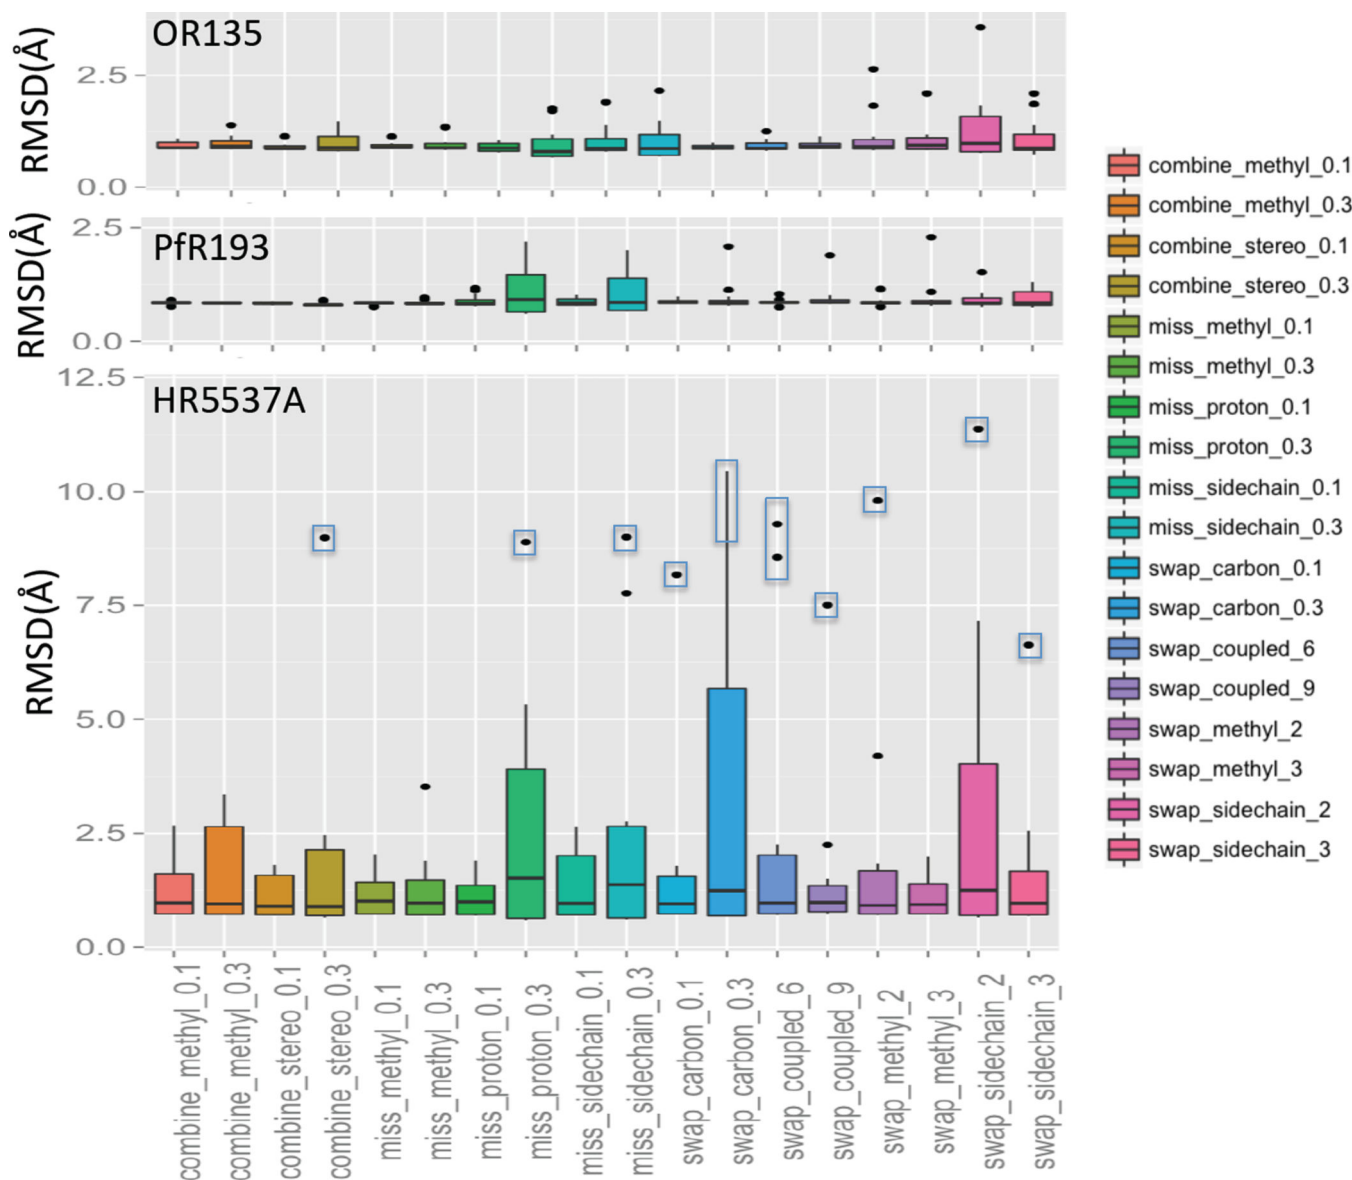 OR135
RMSD(Å)
2.5
0.0
PfR193
RMSD(Å)
2.5
0.0
HR5537A
RMSD(Å)
12.5
10.0
7.5
5.0
2.5
0.0
combine_methyl_0.1
combine_methyl_0.3
combine_stereo_0.1
combine_stereo_0.3
miss_methyl_0.1
miss_methyl_0.3
miss_proton_0.1
miss_proton_0.3
miss_sidechain_0.1
miss_sidechain_0.3
swap_carbon_0.1
swap_carbon_0.3
swap_coupled_6
swap_coupled_9
swap_methyl_2
swap_methyl_3
swap_sidechain_2
swap_sidechain_3
combine_methyl_0.1
combine_methyl_0.3
combine_stereo_0.1
combine_stereo_0.3
miss_methyl_0.1
miss_methyl_0.3
miss_proton_0.1
miss_proton_0.3
miss_sidechain_0.1
miss_sidechain_0.3
swap_carbon_0.1
swap_carbon_0.3
swap_coupled_6
swap_coupled_9
swap_methyl_2
swap_methyl_3
swap_sidechain_2
swap_sidechain_3